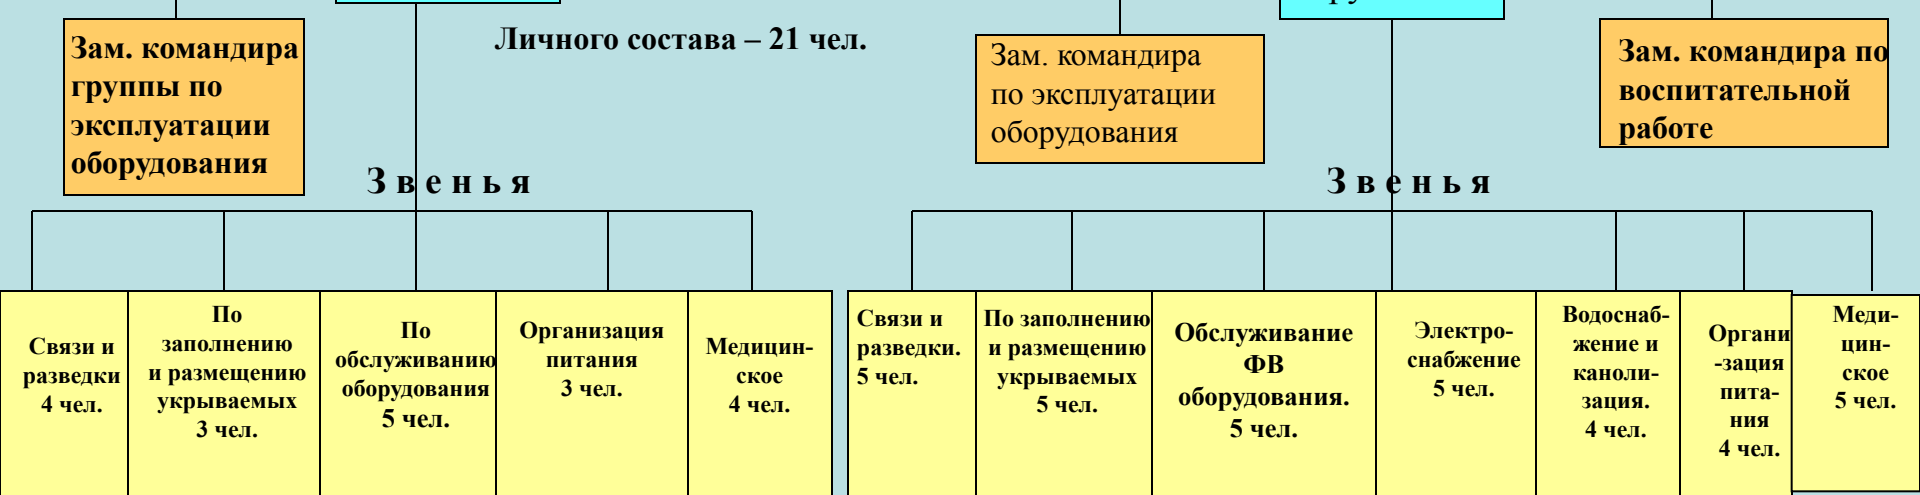 Зам. командира
группы по
эксплуатации
оборудования
Личного состава – 21 чел.
Зам. командира
по эксплуатации
оборудования
Зам. командира по
воспитательной
работе
З в е н ь я
З в е н ь я
Связи и
разведки
4 чел.
По
заполнению
и размещению
укрываемых
3 чел.
По
обслуживанию
оборудования
5 чел.
Организация
питания
3 чел.
Медицин-
ское
4 чел.
Связи и
разведки.
5 чел.
По заполнению
и размещению
укрываемых
5 чел.
Обслуживание
ФВ
оборудования.
5 чел.
Электро-
снабжение
5 чел.
Водоснаб-
жение и
каноли-
зация.
4 чел.
Органи
-зация
пита-
ния
4 чел.
Меди-
цин-
ское
5 чел.